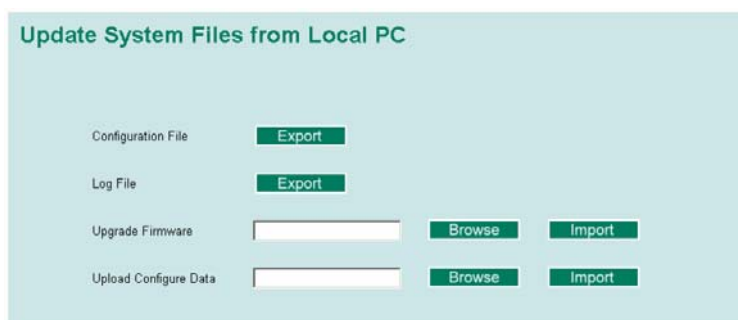 Update System Files from Local PC
Configuration File Export
Log File Export
Upgrade Firmware Browse Import
Upload Configure Data Browse Import